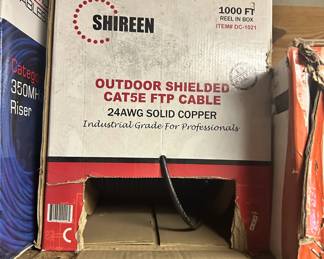 SHIREEN
1000 FT
REEL IN BOX
ITEM# DC-1021
OUTDOOR SHIELDED
CAT5E FTP CABLE
24AWG SOLID COPPER
Industrial Grade For Professionals
350MH
Riser